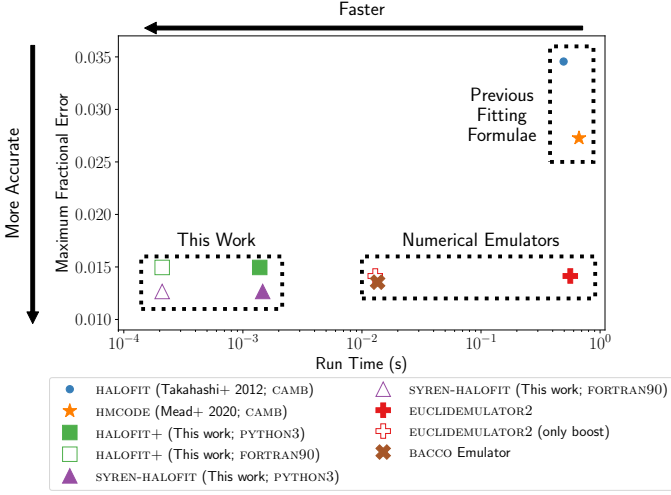 Faster
More Accurate
Maximum Fractional Error
0.035
0.030
0.025
0.020
0.015
0.010
Previous
Fitting
Formulae
This Work
Numerical Emulators
10⁻⁴
10⁻³
10⁻²
10⁻¹
10⁰
Run Time (s)
HALOFIT (Takahashi+ 2012; CAMB)
HMCODE (Mead+ 2020; CAMB)
HALOFIT+ (This work; PYTHON3)
HALOFIT+ (This work; FORTRAN90)
SYREN-HALOFIT (This work; PYTHON3)
SYREN-HALOFIT (This work; FORTRAN90)
EUCLIDEMULATOR2
EUCLIDEMULATOR2 (only boost)
BACCO Emulator